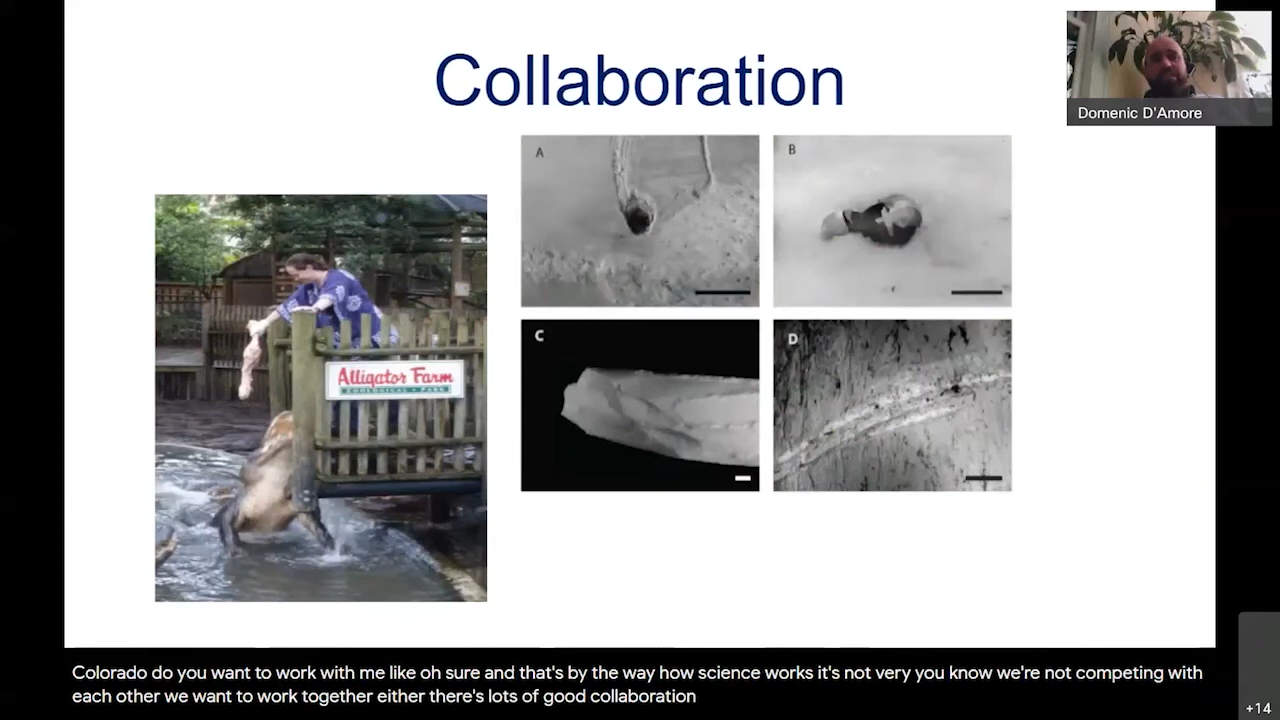 Collaboration
Domenic D'Amore
A
B
Alligator Farm
ZOOLOGICAL • PARK
C
D
Colorado do you want to work with me like oh sure and that's by the way how science works it's not very you know we're not competing with
each other we want to work together either there's lots of good collaboration
+14